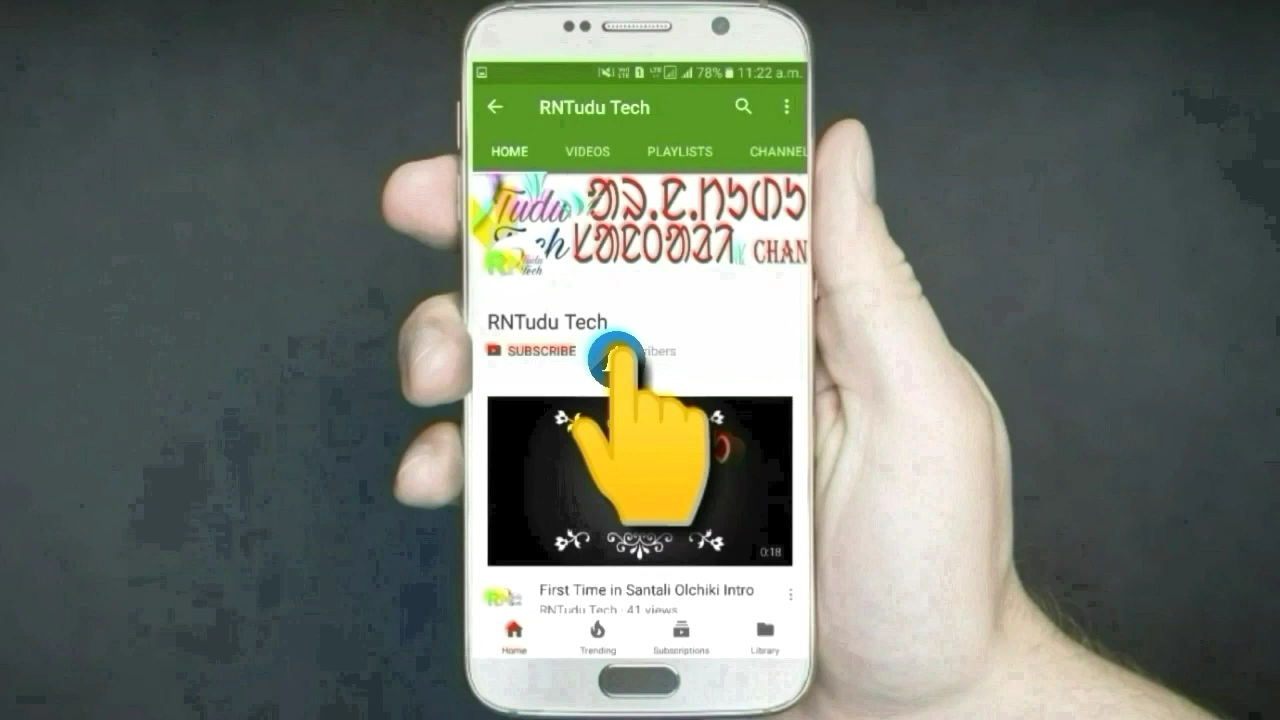 78% 11:22 a.m.
RNTudu Tech
HOME VIDEOS PLAYLISTS CHANNEL
Tudu
Tech CHAN
RNTudu Tech
SUBSCRIBE
0:18
First Time in Santali Olchiki Intro
RNTudu Tech · 41 views
Home Trending Subscriptions Library